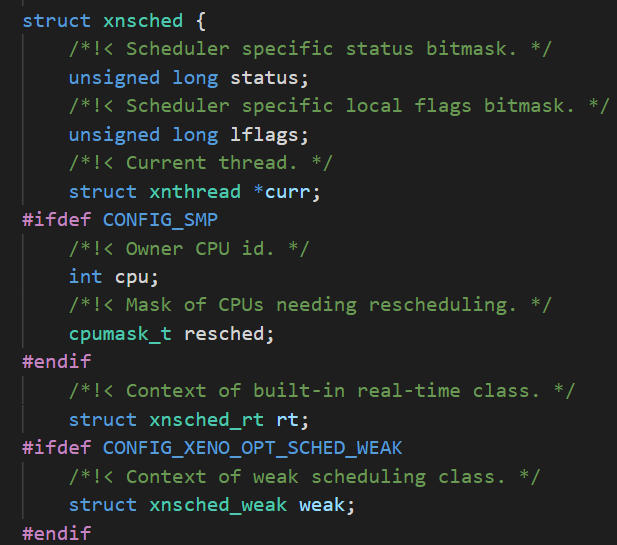 struct xnsched {
/*!< Scheduler specific status bitmask. */
unsigned long status;
/*!< Scheduler specific local flags bitmask. */
unsigned long lflags;
/*!< Current thread. */
struct xnthread *curr;
#ifdef CONFIG_SMP
/*!< Owner CPU id. */
int cpu;
/*!< Mask of CPUs needing rescheduling. */
cpumask_t resched;
#endif
/*!< Context of built-in real-time class. */
struct xnsched_rt rt;
#ifdef CONFIG_XENO_OPT_SCHED_WEAK
/*!< Context of weak scheduling class. */
struct xnsched_weak weak;
#endif